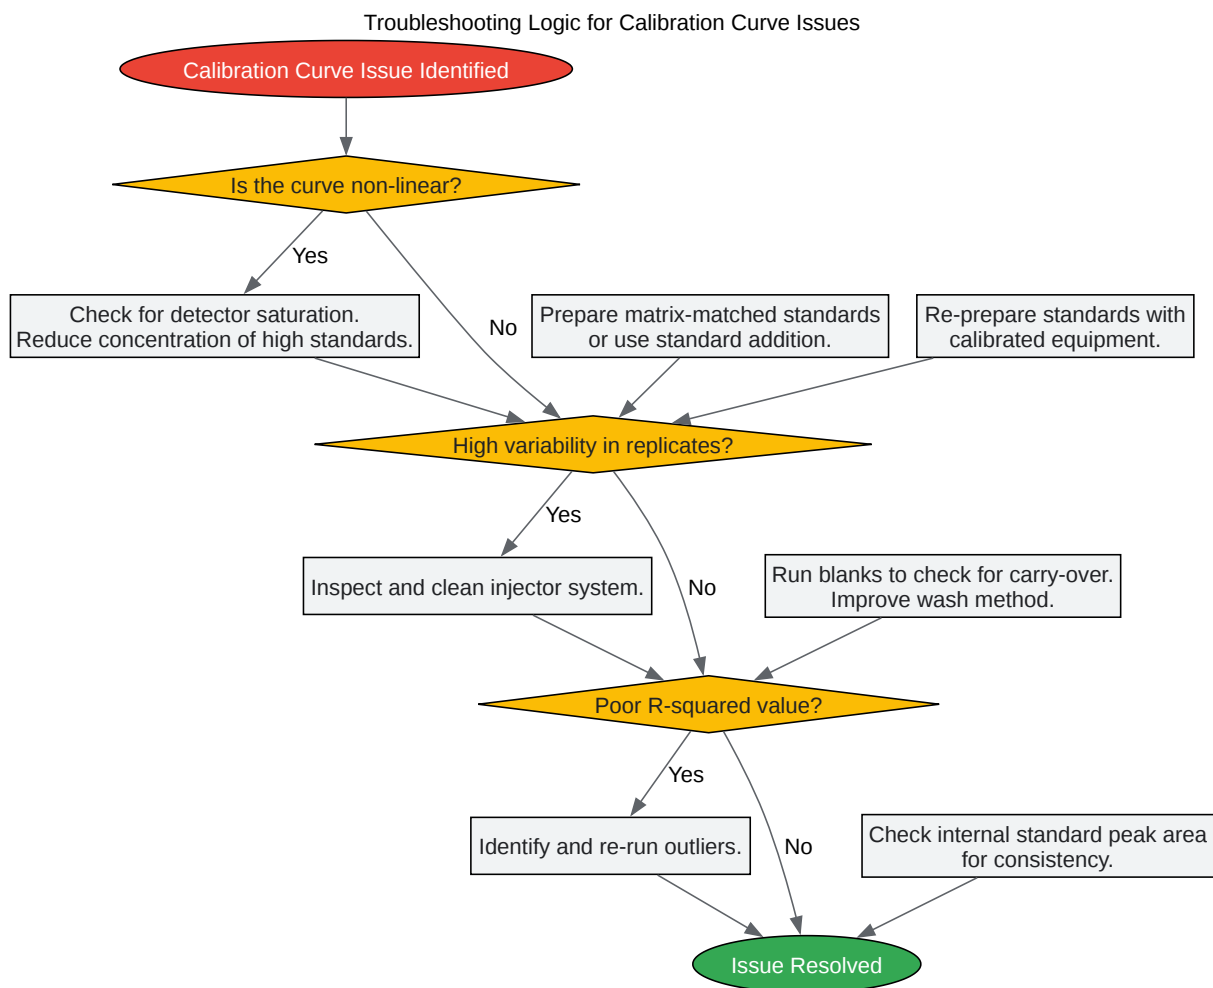 Troubleshooting Logic for Calibration Curve Issues
Calibration Curve Issue Identified
Is the curve non-linear?
Yes
No
Check for detector saturation.
Reduce concentration of high standards.
Prepare matrix-matched standards
or use standard addition.
Re-prepare standards with
calibrated equipment.
High variability in replicates?
Yes
No
Inspect and clean injector system.
Run blanks to check for carry-over.
Improve wash method.
Poor R-squared value?
Yes
No
Identify and re-run outliers.
Check internal standard peak area
for consistency.
Issue Resolved